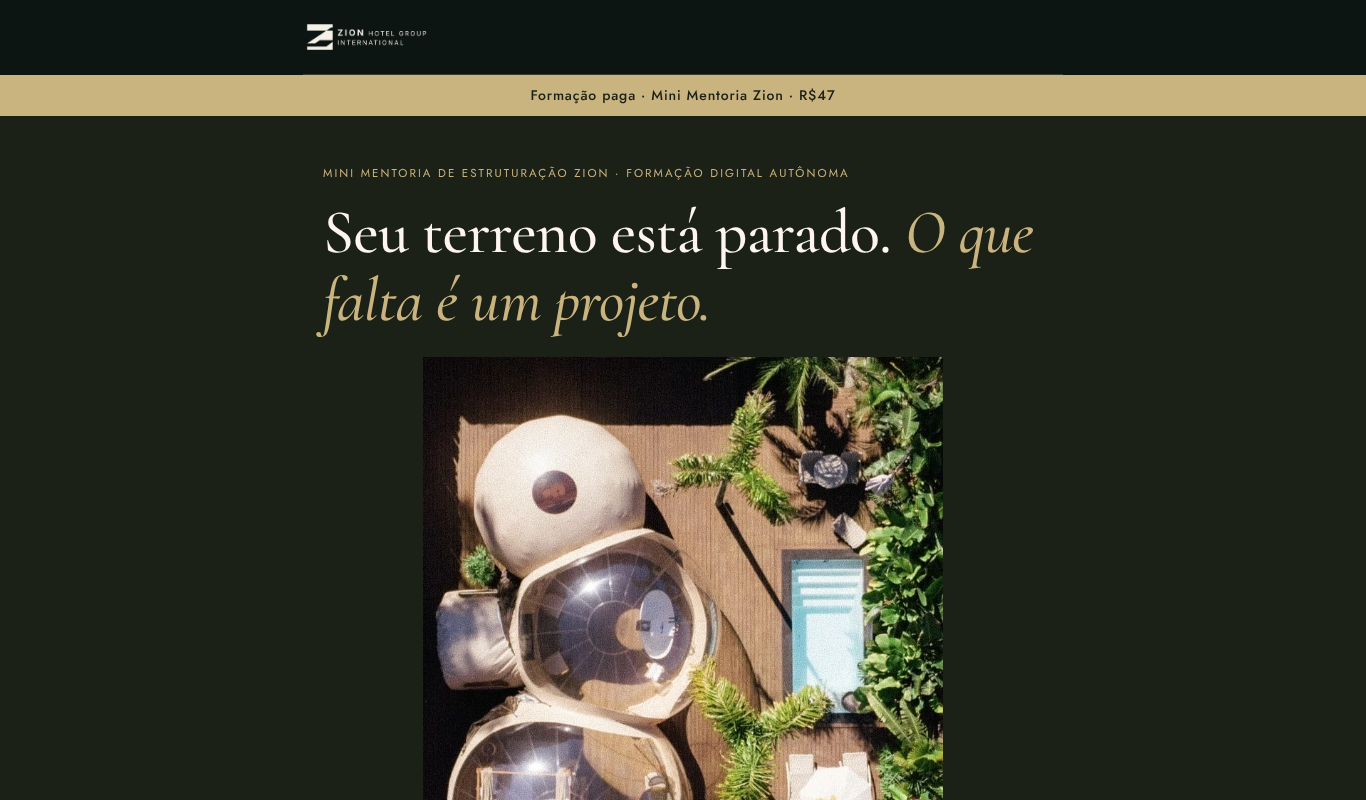 ZION HOTEL GROUP
INTERNATIONAL
Formação paga · Mini Mentoria Zion · R$47
MINI MENTORIA DE ESTRUTURAÇÃO ZION · FORMAÇÃO DIGITAL AUTÔNOMA
Seu terreno está parado. O que
falta é um projeto.